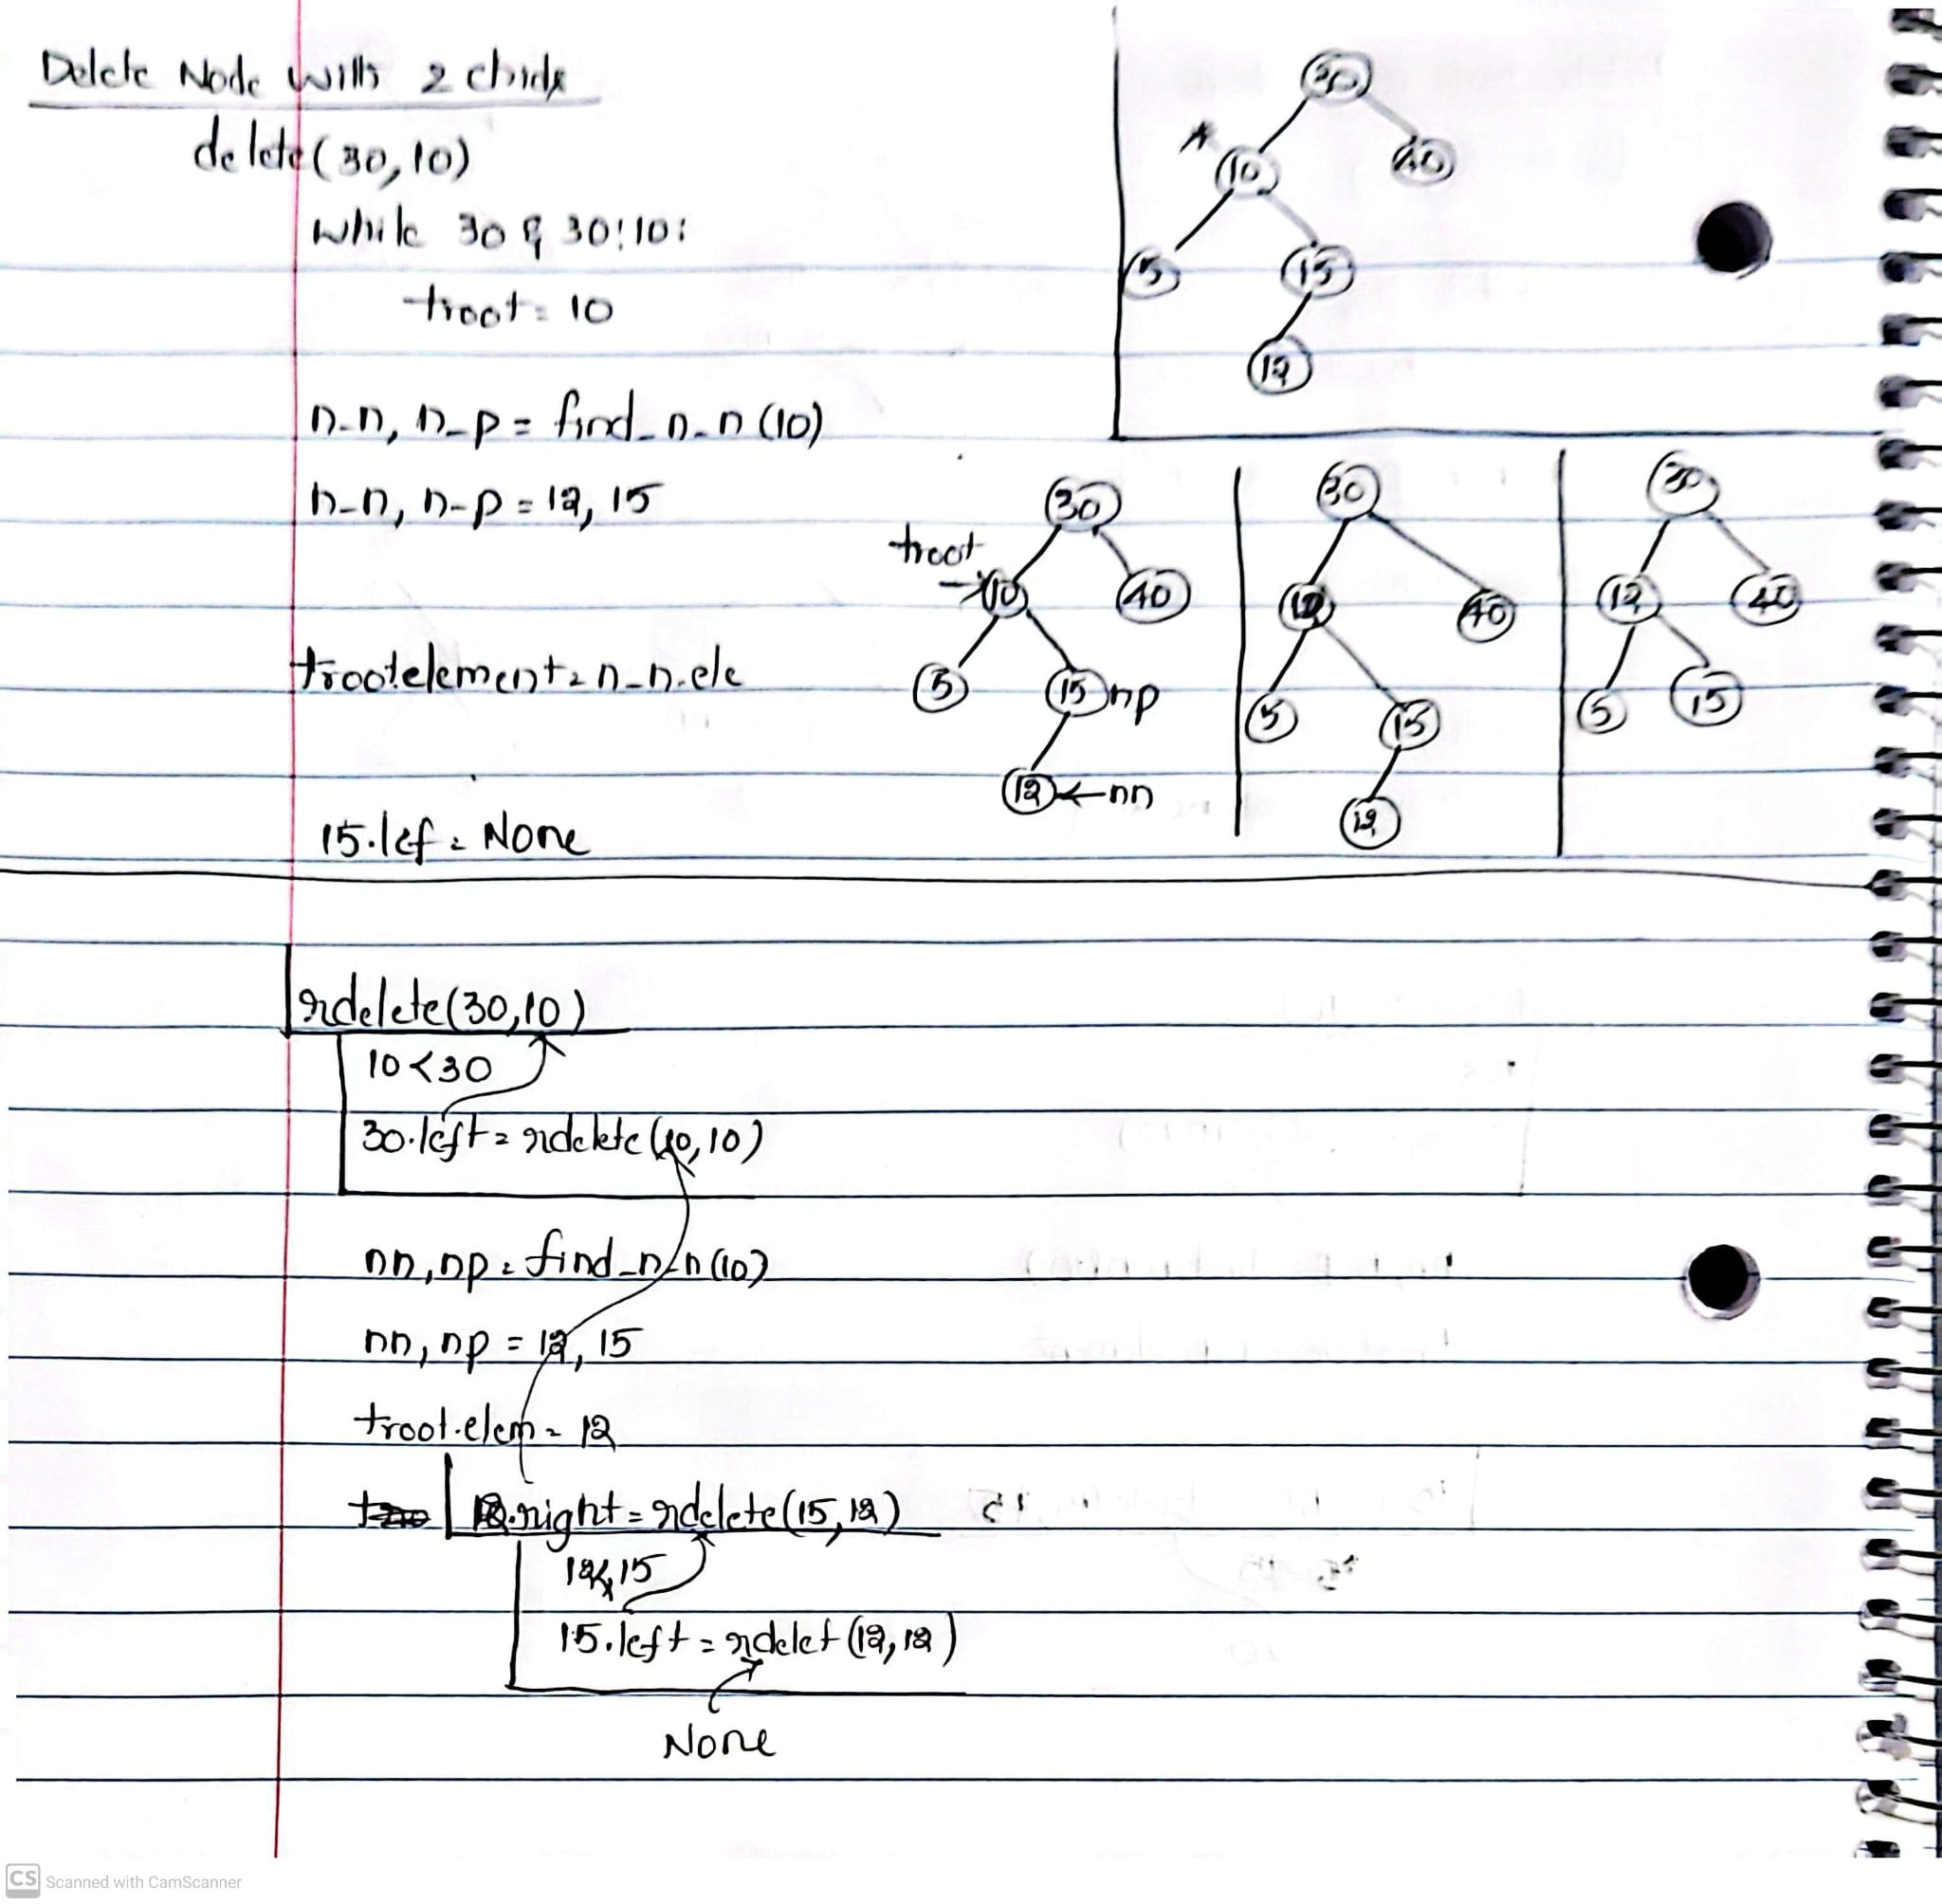 Delete Node with 2 childs
delete(30,10)
while 30 & 30!10:
troot = 10
n-n, n-p = find_n-n(10)
n-n, n-p = 12, 15
troot.element = n-n.ele
15.lef = None
30
10 40
5 15
12
troot
30
10 40
5 15 np
12 ← nn
30
12 40
5 15
12
30
12 40
5 15
rdelete(30,10)
10<30
30.left = rdelete(10,10)
nn, np = find_n-n(10)
nn, np = 12, 15
troot.elem = 12
12.right = rdelete(15,12)
12<15
15.left = rdelet(12,12)
None
CS Scanned with CamScanner